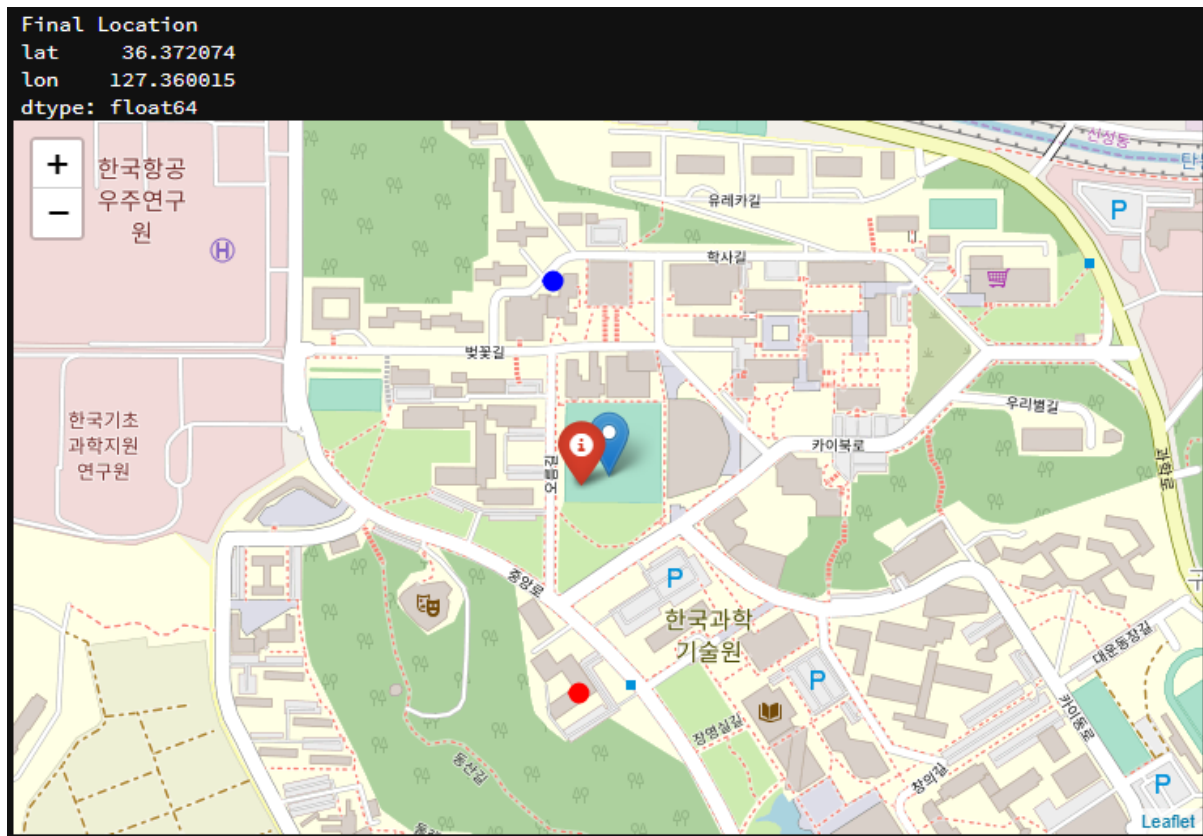 Final Location
lat     36.372074
lon    127.360015
dtype: float64
+
−
한국항공
우주연구
원
H
신성동
P
유레카길
학사길
벚꽃길
우리별길
한국기초
과학지원
연구원
i
카이북로
어은길
과학로
중앙로
P
한국과학
기술원
P
대운동장길
장영실길
카이동로
동산길
창의길
P
Leaflet